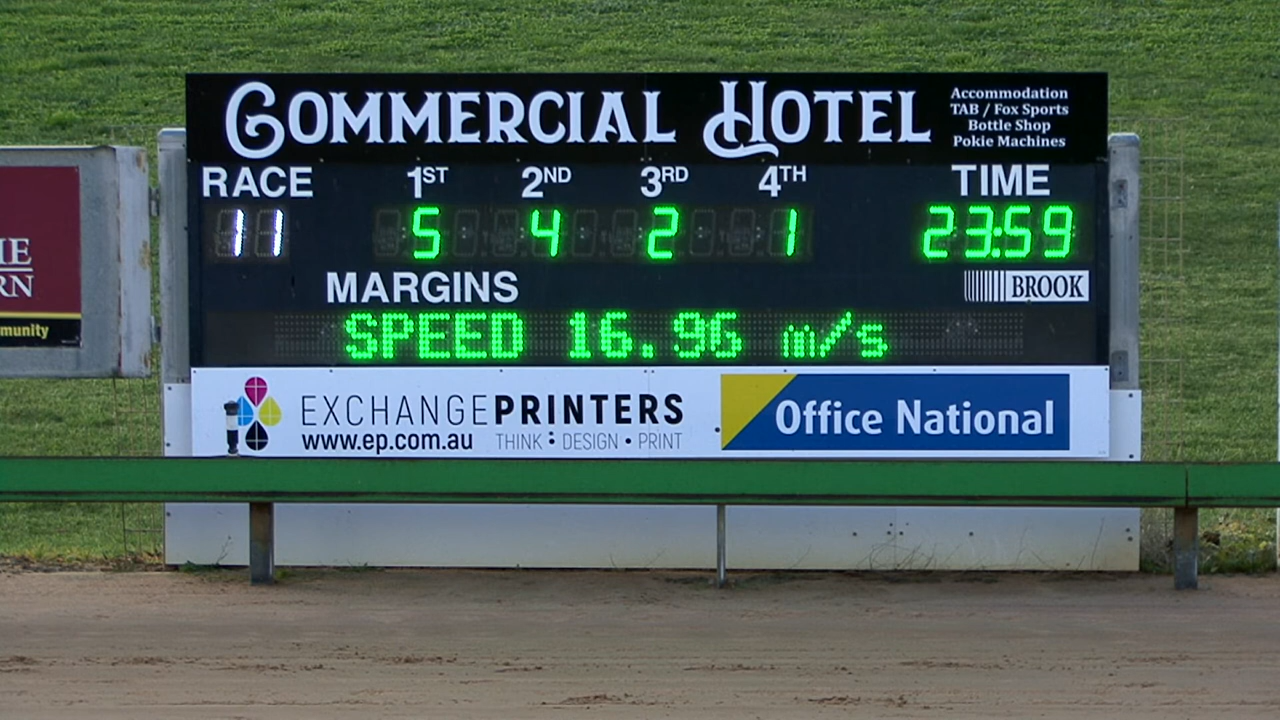 COMMERCIAL HOTEL
Accommodation
TAB / Fox Sports
Bottle Shop
Pokie Machines
RACE 1ST 2ND 3RD 4TH TIME
11 5 4 2 1 23:59
MARGINS
BROOK
SPEED 16.96 m/s
EXCHANGEPRINTERS
www.ep.com.au THINK • DESIGN • PRINT
Office National
IE
RN
munity